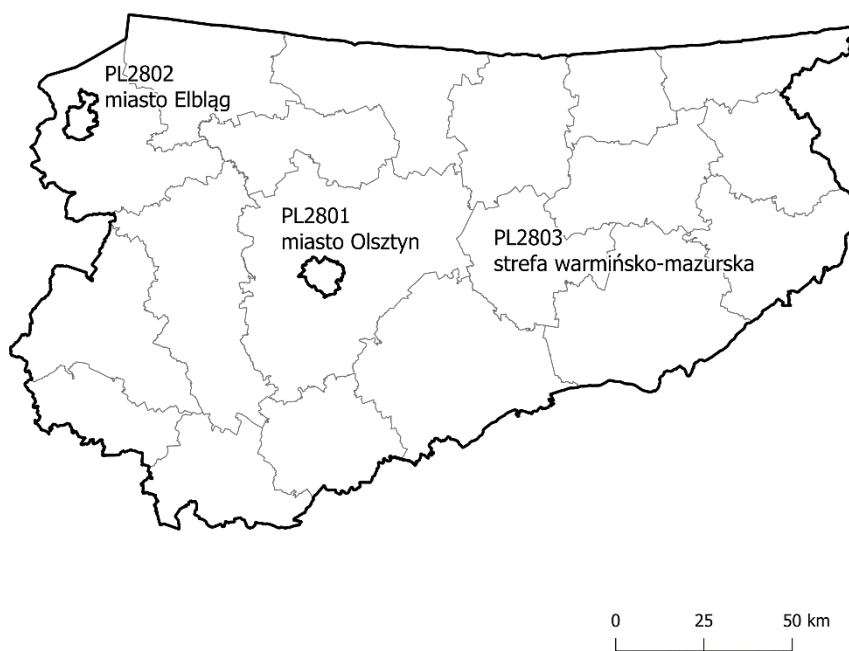 PL2802
miasto Elbląg
PL2801
miasto Olsztyn
PL2803
strefa warmińsko-mazurska
0 25 50 km